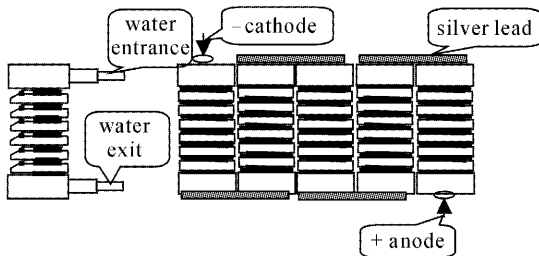 water
entrance
–cathode
silver lead
water
exit
+ anode